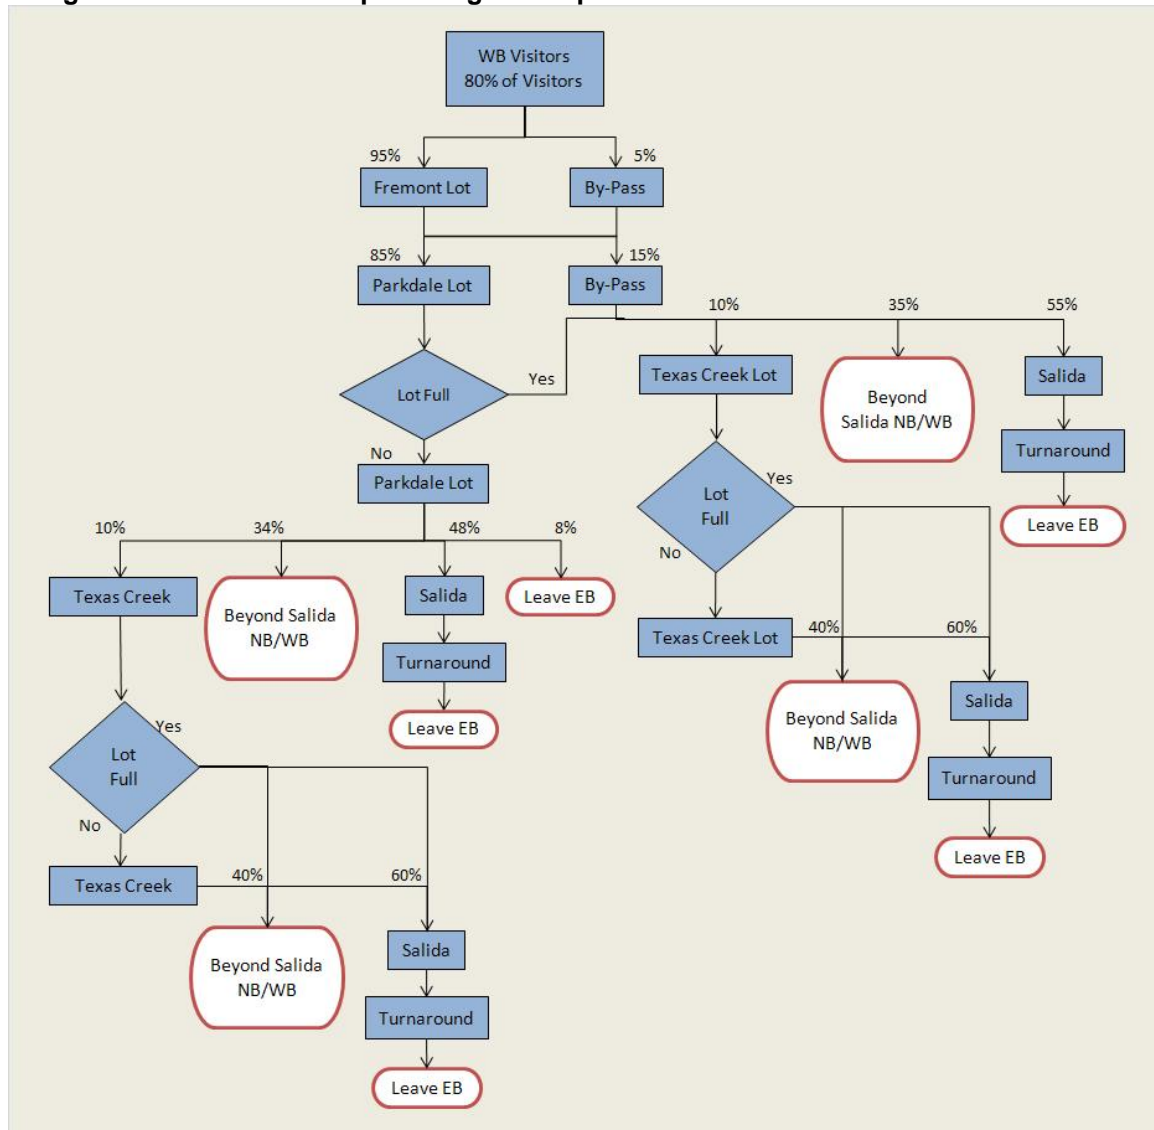 WB Visitors
80% of Visitors
95%
5%
Fremont Lot
By-Pass
85%
15%
Parkdale Lot
By-Pass
10%
35%
55%
Texas Creek Lot
Beyond
Salida NB/WB
Salida
Lot Full
Yes
Turnaround
No
Parkdale Lot
Lot
Full
Yes
No
Leave EB
10%
34%
48%
8%
Texas Creek
Beyond Salida
NB/WB
Salida
Leave EB
Texas Creek Lot
40%
60%
Turnaround
Leave EB
Beyond Salida
NB/WB
Salida
Turnaround
Leave EB
Lot
Full
Yes
No
Texas Creek
40%
60%
Beyond Salida
NB/WB
Salida
Turnaround
Leave EB